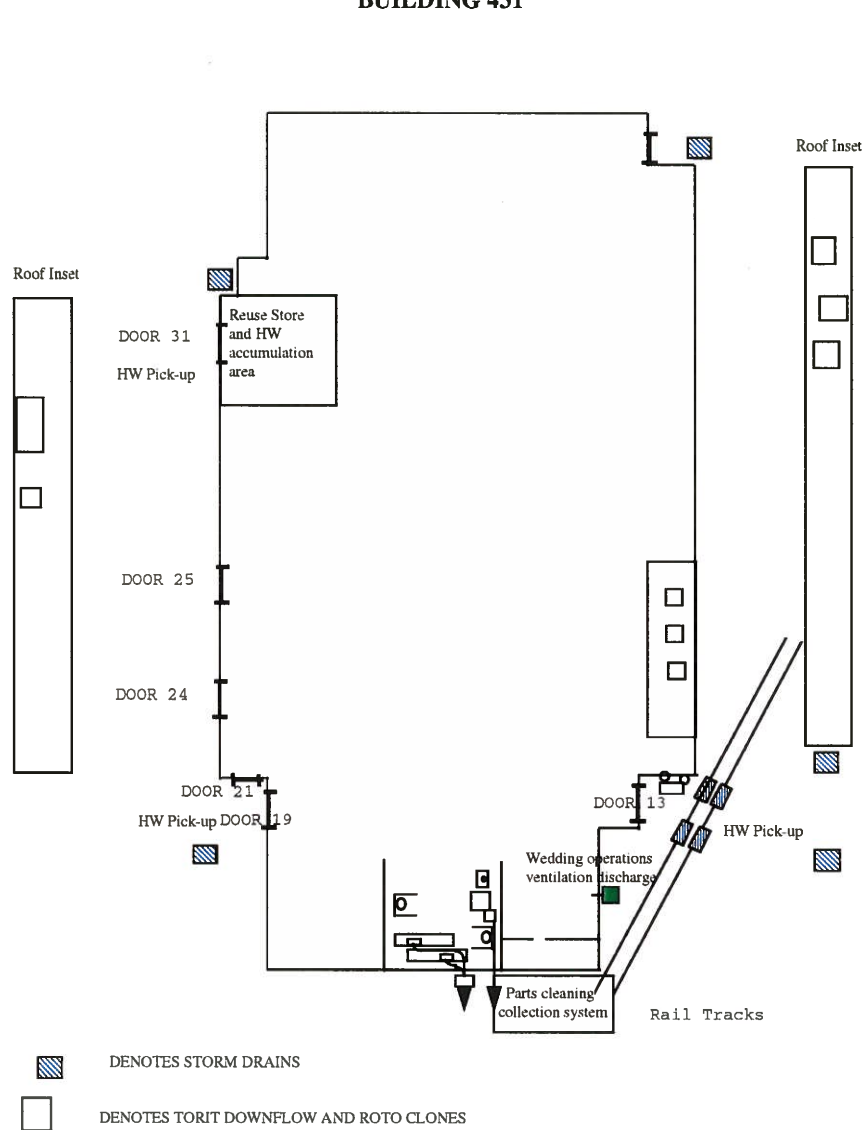 BUILDING 431
Roof Inset
Roof Inset
Reuse Store
and HW
accumulation
area
DOOR 31
HW Pick-up
DOOR 25
DOOR 24
DOOR 21
HW Pick-up DOOR 19
DOOR 13
HW Pick-up
Wedding operations
ventilation discharge
Parts cleaning
collection system
Rail Tracks
DENOTES STORM DRAINS
DENOTES TORIT DOWNFLOW AND ROTO CLONES